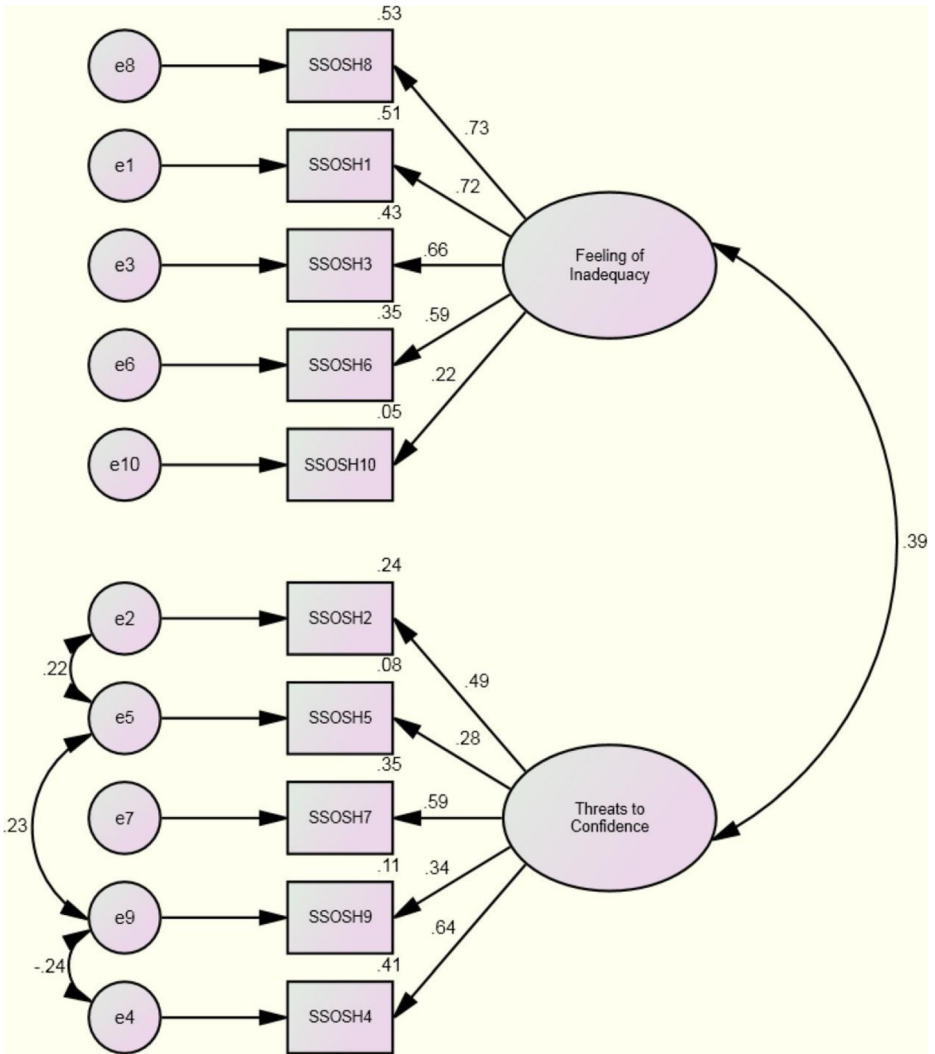 .53
e8
SSOSH8
.73
.51
e1
SSOSH1
.72
.43
e3
SSOSH3
.66
Feeling of
Inadequacy
.35
e6
SSOSH6
.59
.22
.05
e10
SSOSH10
.39
.24
e2
SSOSH2
.22
.49
.08
e5
SSOSH5
.28
.35
e7
SSOSH7
.59
Threats to
Confidence
.23
.11
e9
SSOSH9
.34
.64
-.24
.41
e4
SSOSH4